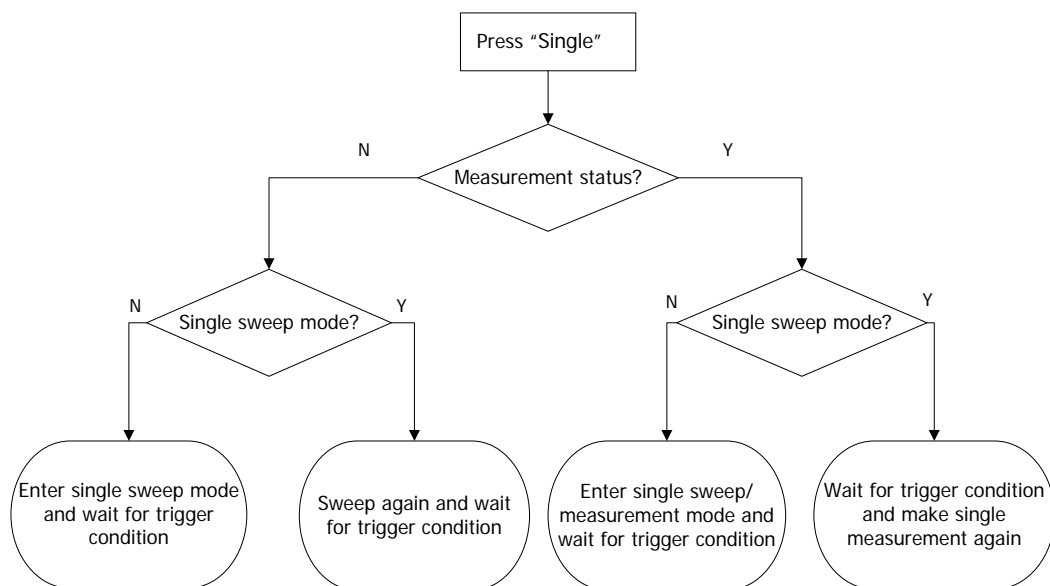 Press “Single”
N
Y
Measurement status?
N
Y
N
Y
Single sweep mode?
Single sweep mode?
Enter single sweep mode
and wait for trigger
condition
Sweep again and wait
for trigger condition
Enter single sweep/
measurement mode and
wait for trigger condition
Wait for trigger condition
and make single
measurement again